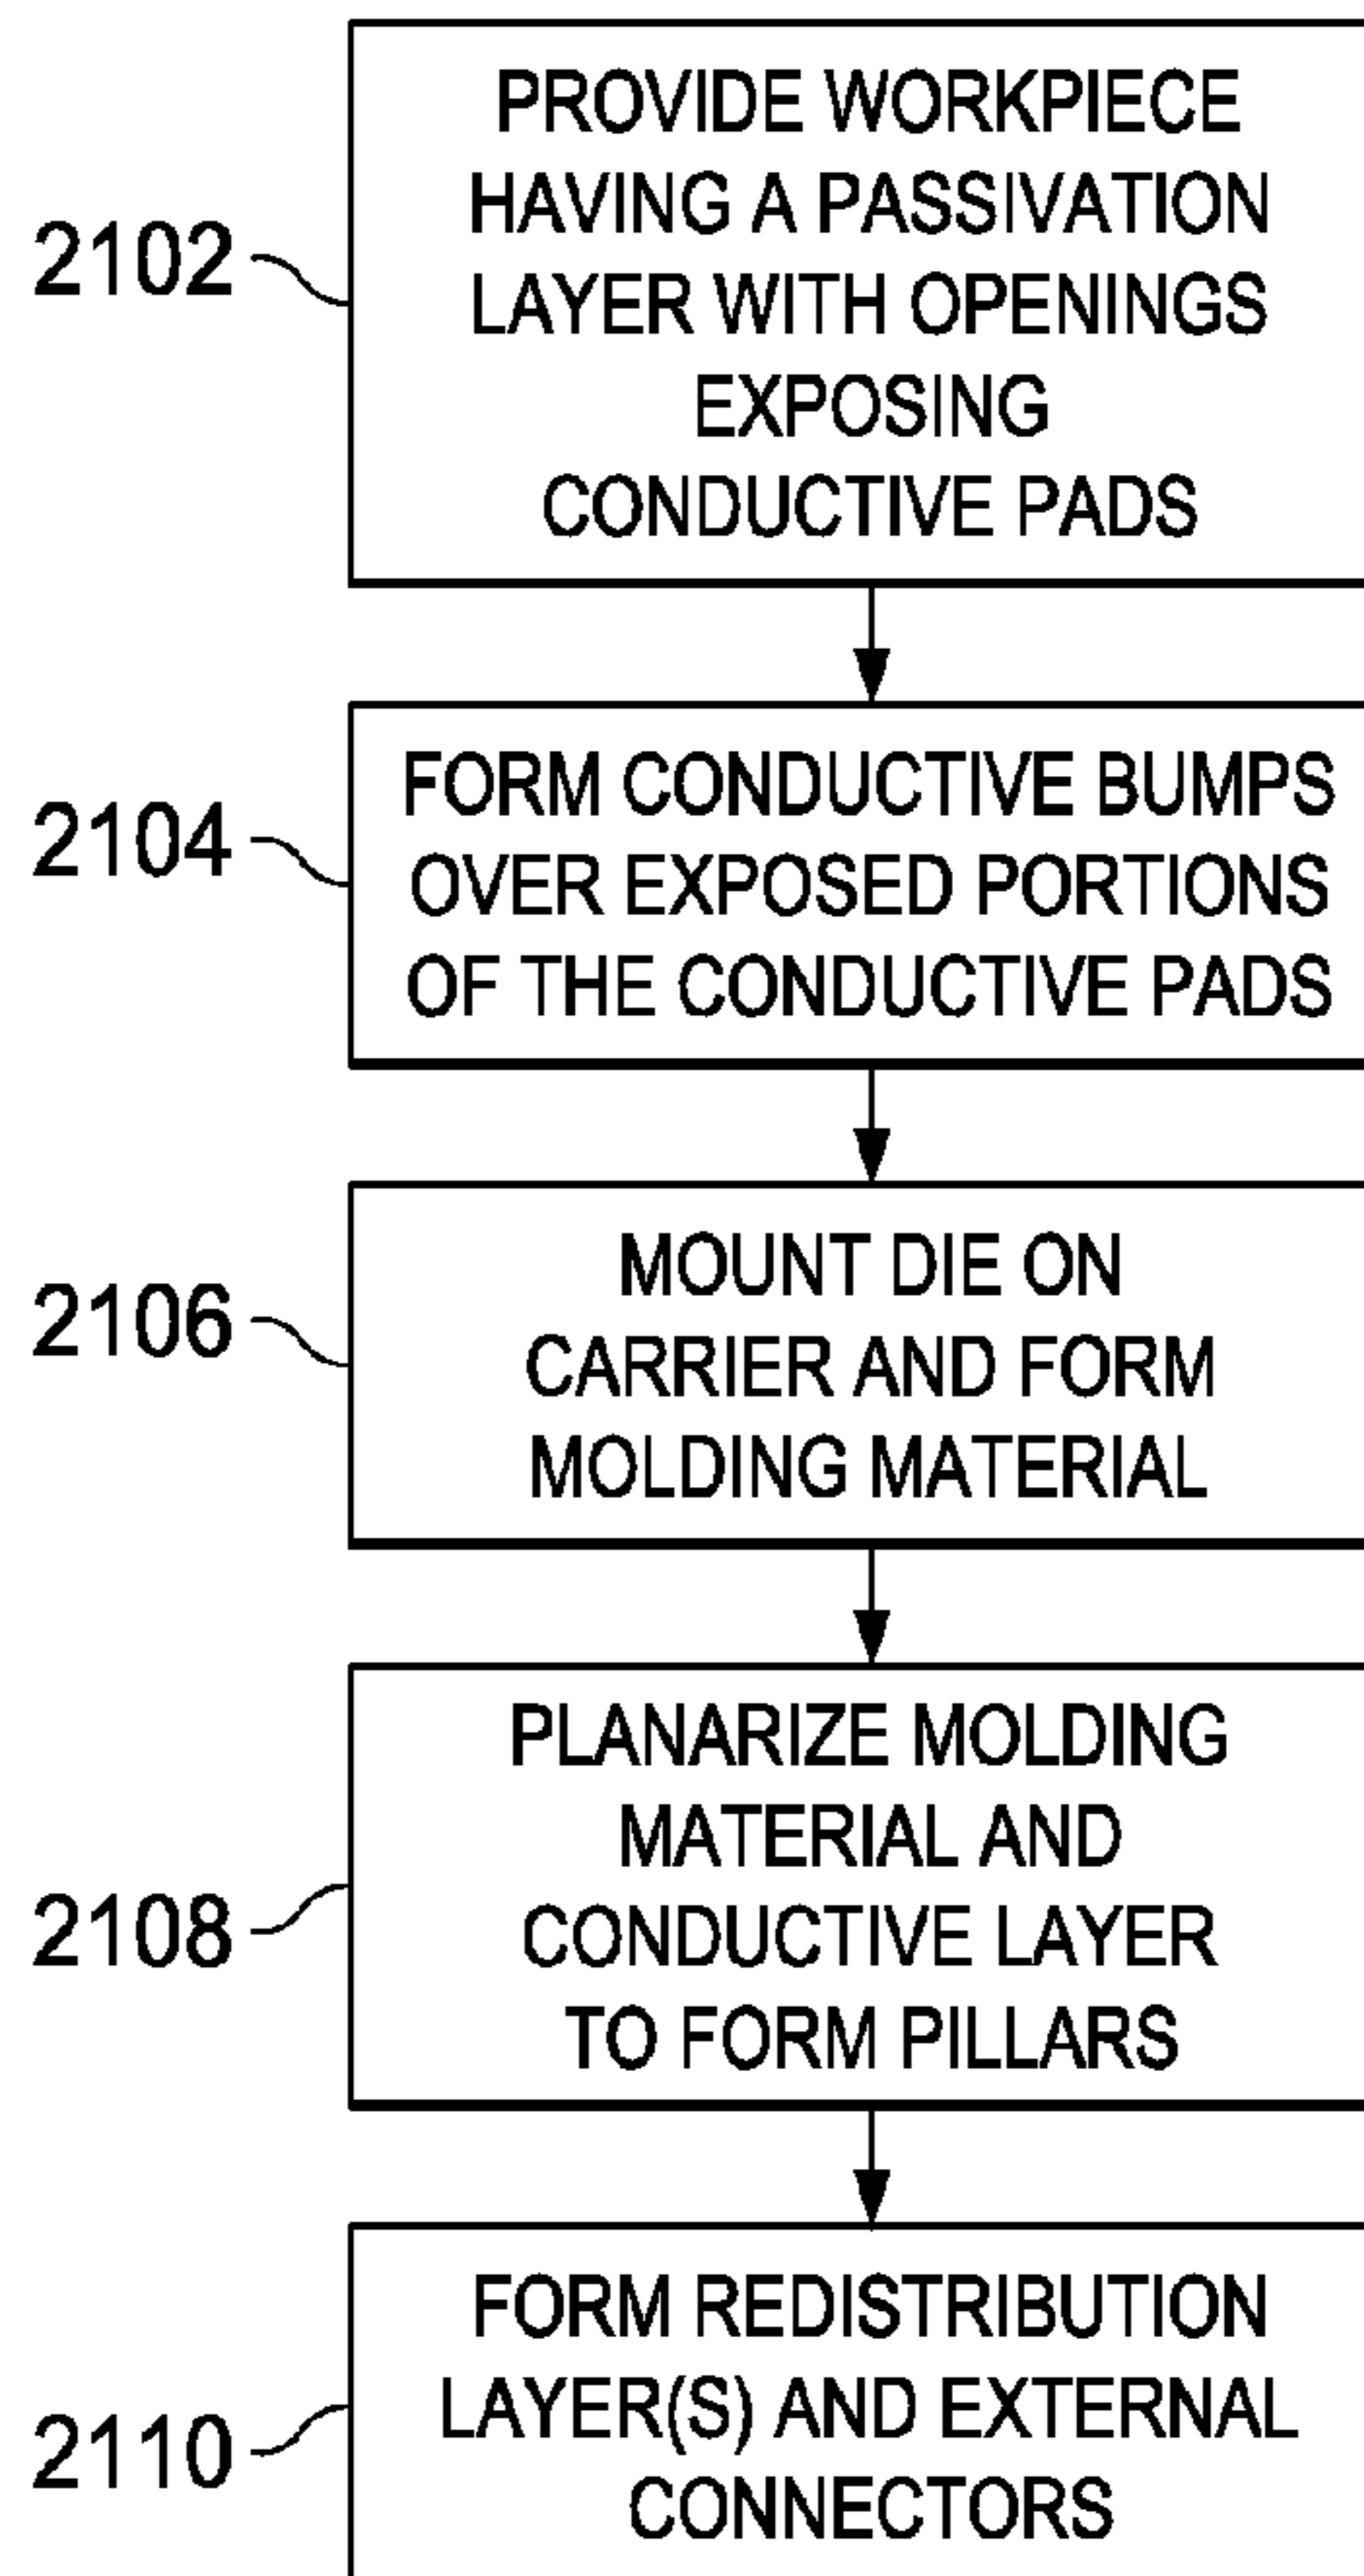 2102
PROVIDE WORKPIECE
HAVING A PASSIVATION
LAYER WITH OPENINGS
EXPOSING
CONDUCTIVE PADS
2104
FORM CONDUCTIVE BUMPS
OVER EXPOSED PORTIONS
OF THE CONDUCTIVE PADS
2106
MOUNT DIE ON
CARRIER AND FORM
MOLDING MATERIAL
2108
PLANARIZE MOLDING
MATERIAL AND
CONDUCTIVE LAYER
TO FORM PILLARS
2110
FORM REDISTRIBUTION
LAYER(S) AND EXTERNAL
CONNECTORS